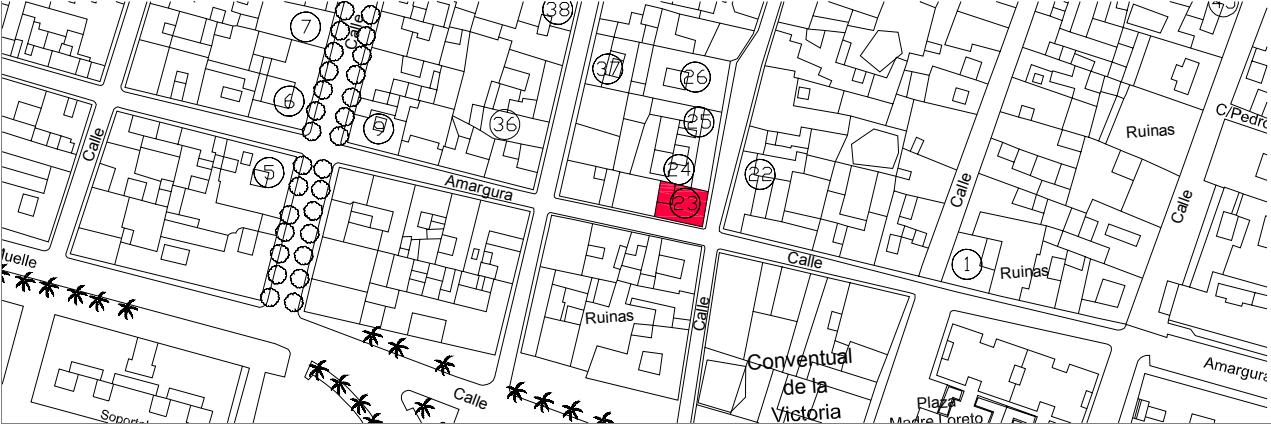 38
7
Calle
37
26
6
9
36
25
C/Pedro
Ruinas
Calle
5
24
22
Amargura
23
Calle
Calle
Muelle
Calle
1
Ruinas
Calle
Ruinas
Conventual
de la
Victoria
Amargura
Calle
Plaza
Madre Loreto